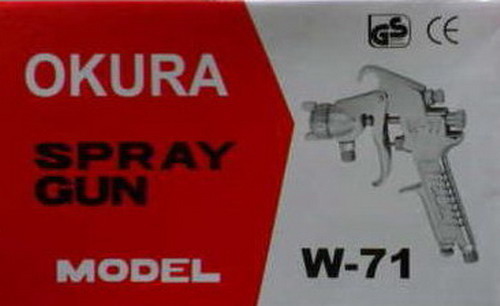 OKURA
SPRAY
GUN
MODEL
W-71
GS
CE